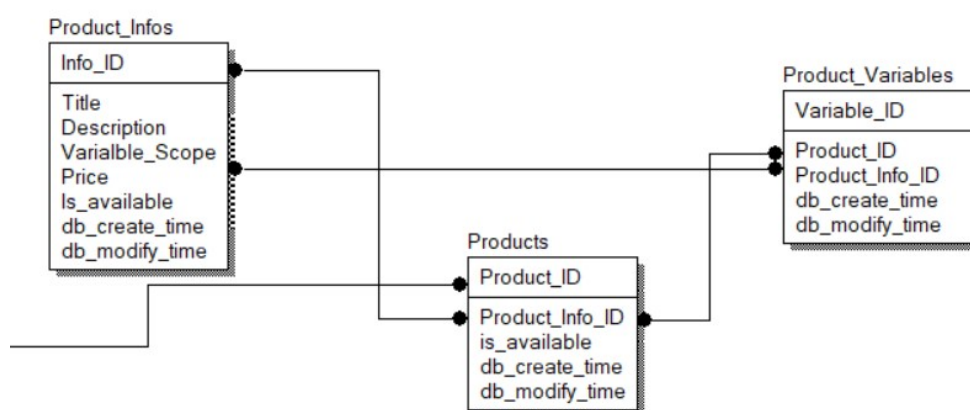 Product_Infos
Info_ID
Title
Description
Varialble_Scope
Price
Is_available
db_create_time
db_modify_time
Product_Variables
Variable_ID
Product_ID
Product_Info_ID
db_create_time
db_modify_time
Products
Product_ID
Product_Info_ID
is_available
db_create_time
db_modify_time